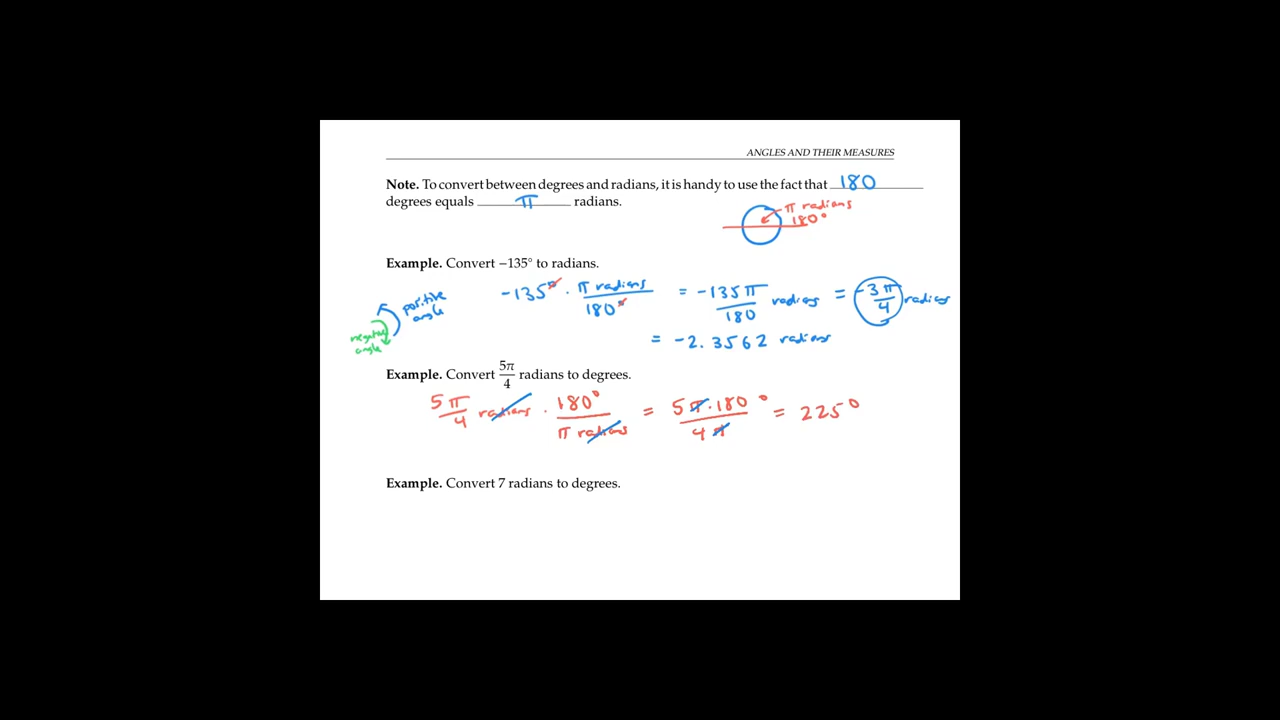 ANGLES AND THEIR MEASURES
Note. To convert between degrees and radians, it is handy to use the fact that 180
degrees equals π radians.
π radians
180°
Example. Convert −135° to radians.
-135° · π radians / 180° = -135π / 180 radians = -3π / 4 radians
positive
angle
negative
angle
= -2.3562 radians
Example. Convert 5π/4 radians to degrees.
5π / 4 radians · 180° / π radians = 5π·180 / 4π ° = 225°
Example. Convert 7 radians to degrees.